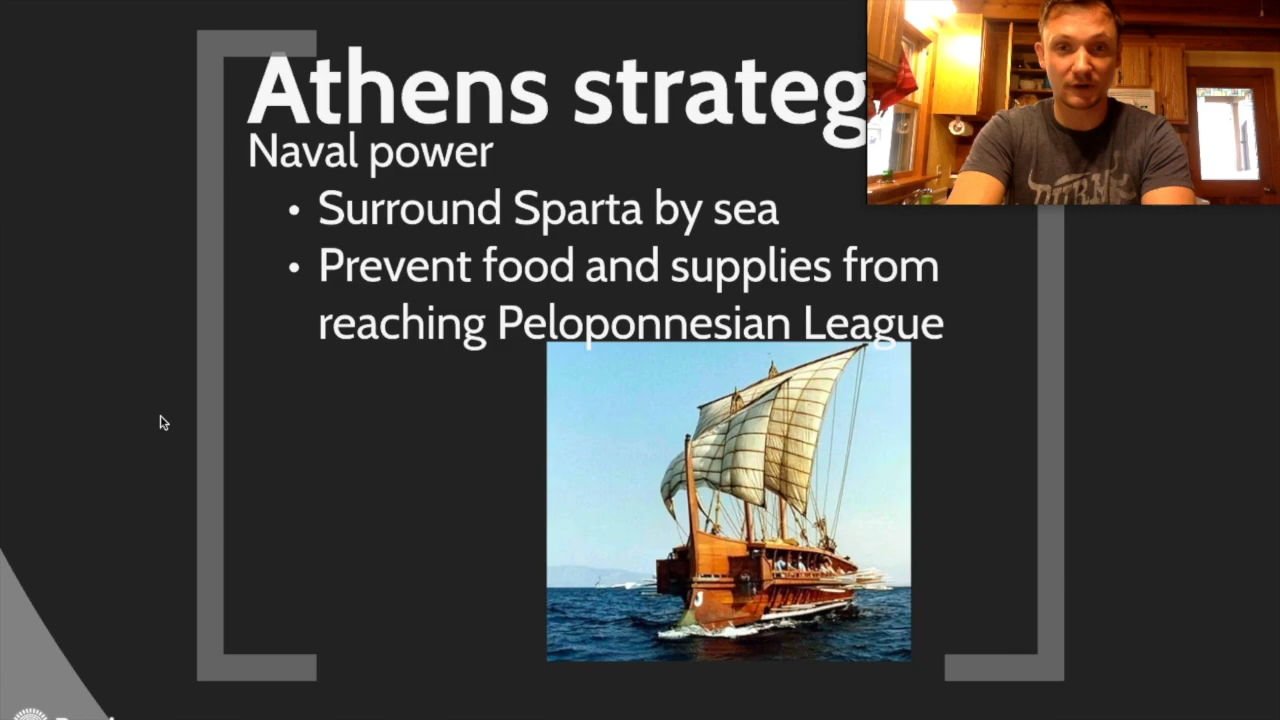 Athens strateg
Naval power
• Surround Sparta by sea
• Prevent food and supplies from
reaching Peloponnesian League